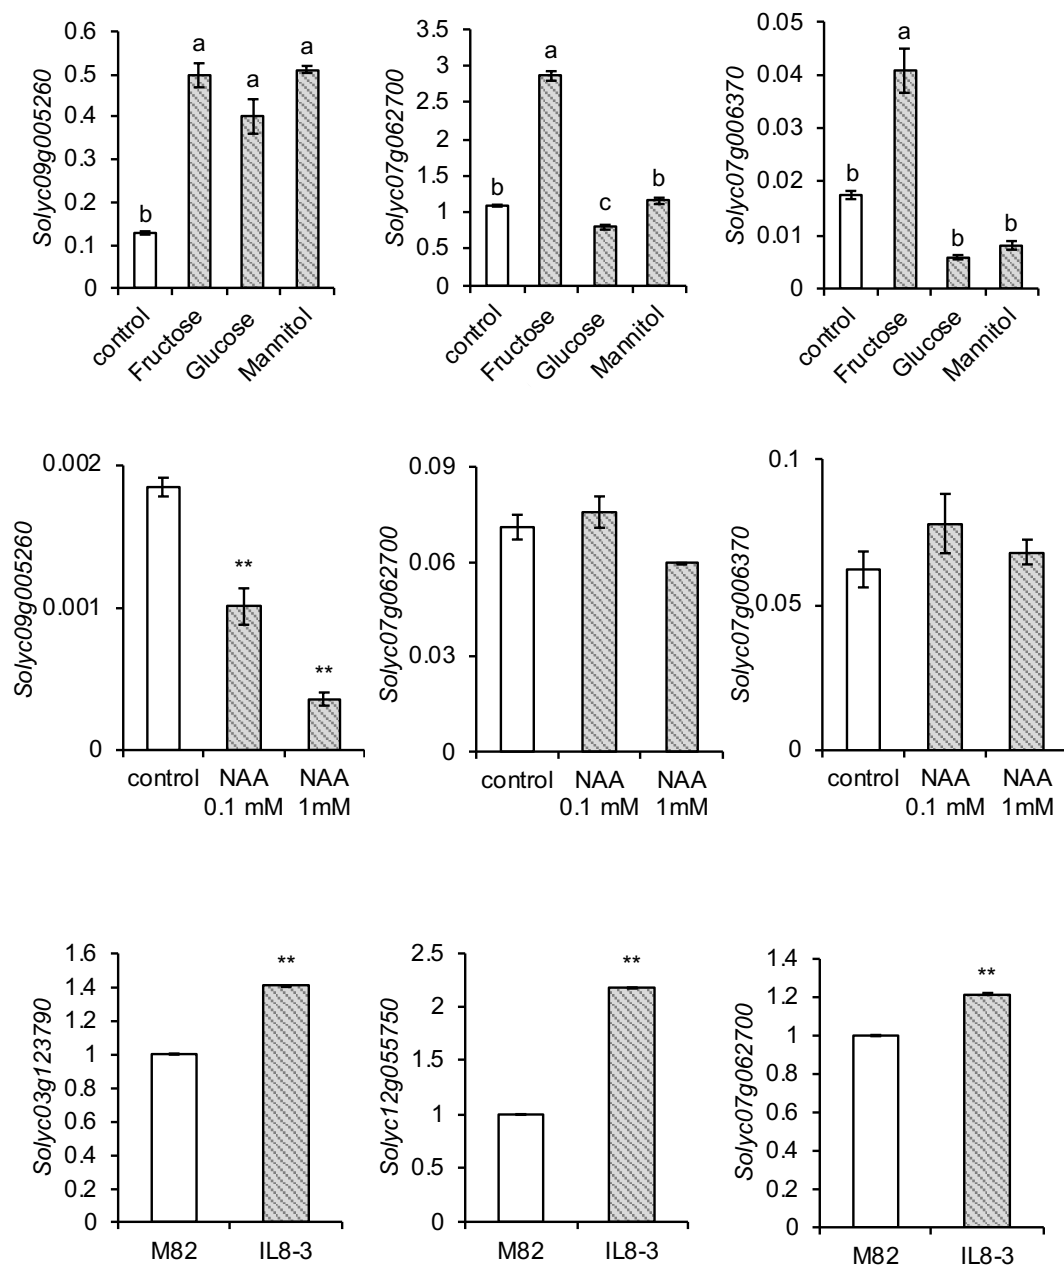 Solyc09g005260
0.6
0.5
0.4
0.3
0.2
0.1
0
b
a
a
a
control
Fructose
Glucose
Mannitol
Solyc07g062700
3.5
3
2.5
2
1.5
1
0.5
0
b
a
c
b
control
Fructose
Glucose
Mannitol
Solyc07g006370
0.05
0.04
0.03
0.02
0.01
0
b
a
b
b
control
Fructose
Glucose
Mannitol
Solyc09g005260
0.002
0.001
0
**
**
control
NAA
0.1 mM
NAA
1mM
Solyc07g062700
0.09
0.06
0.03
0
control
NAA
0.1 mM
NAA
1mM
Solyc07g006370
0.1
0.05
0
control
NAA
0.1 mM
NAA
1mM
Solyc03g123790
1.6
1.4
1.2
1
0.8
0.6
0.4
0.2
0
**
M82
IL8-3
Solyc12g055750
2.5
2
1.5
1
0.5
0
**
M82
IL8-3
Solyc07g062700
1.4
1.2
1
0.8
0.6
0.4
0.2
0
**
M82
IL8-3